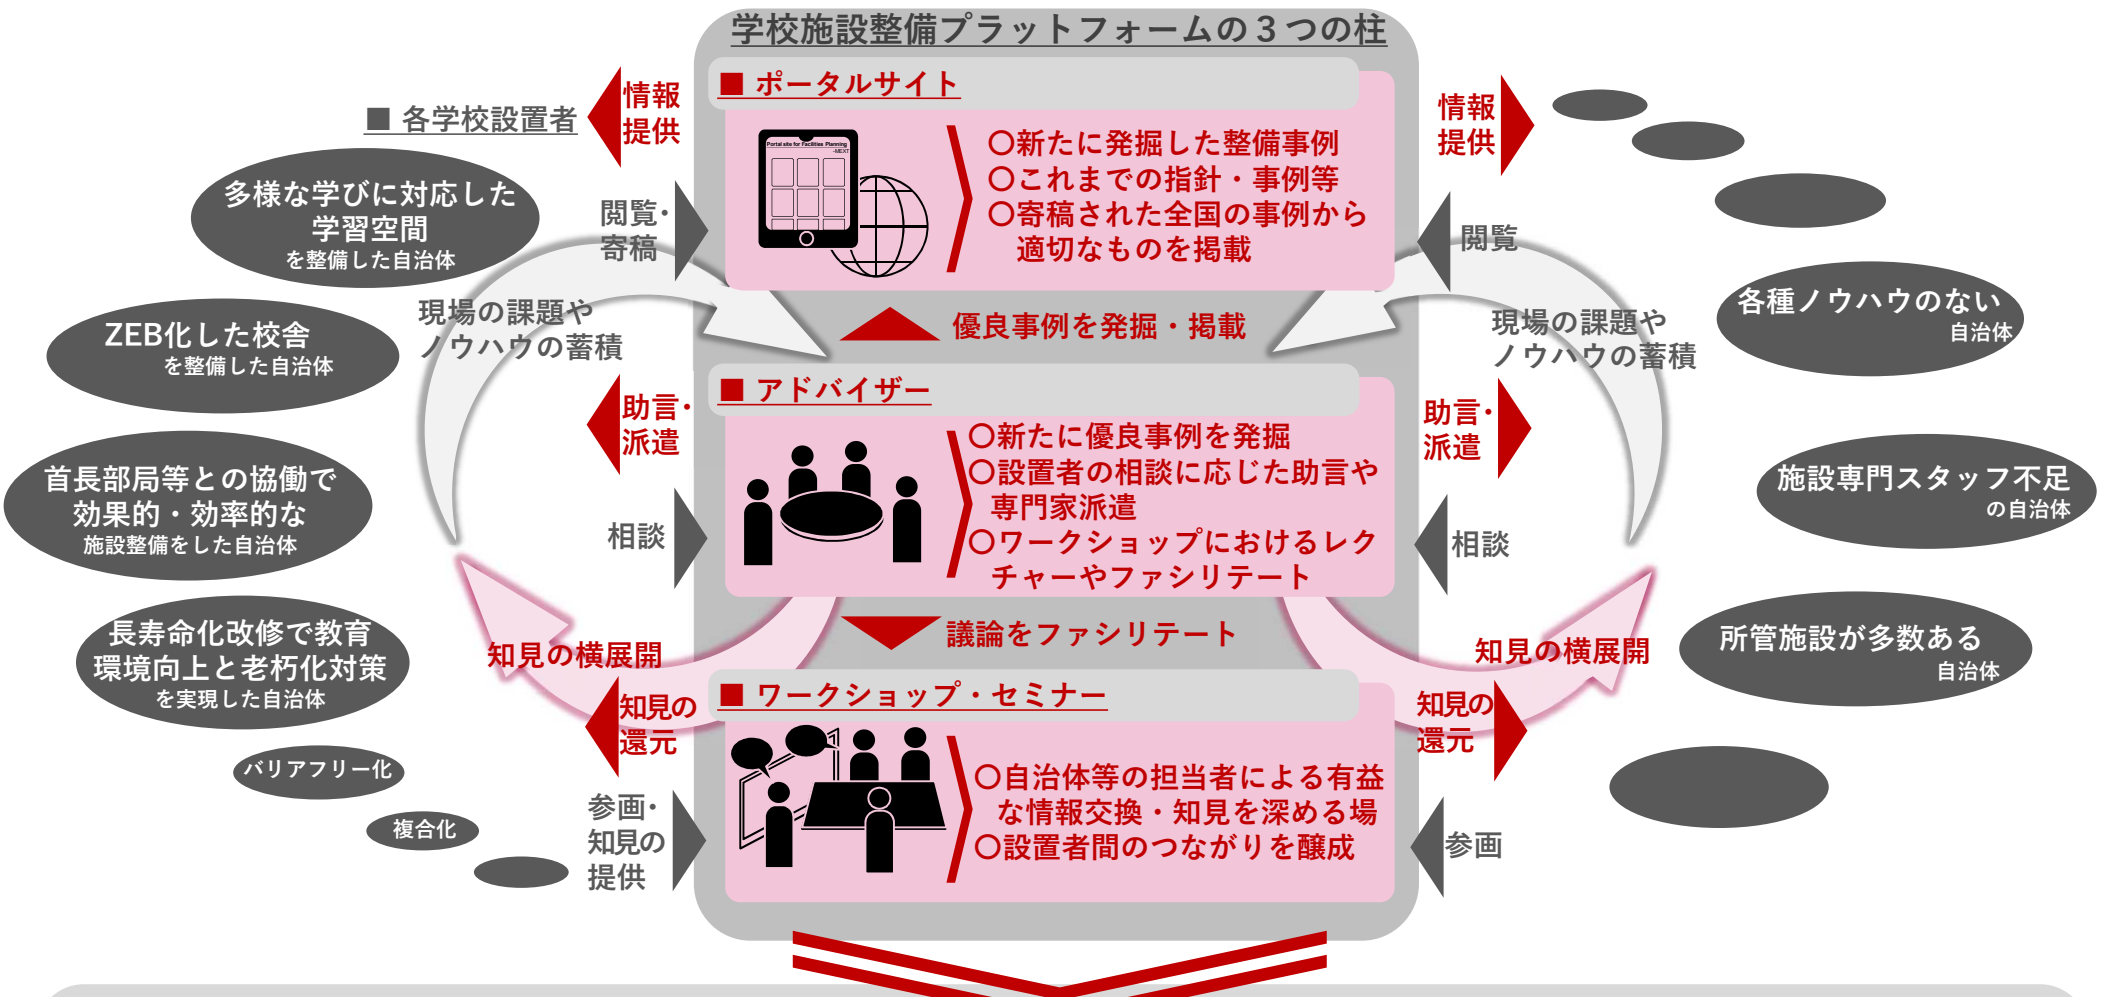 学校施設整備プラットフォームの３つの柱
■ 各学校設置者
多様な学びに対応した
学習空間
を整備した自治体
ZEB化した校舎
を整備した自治体
首長部局等との協働で
効果的・効率的な
施設整備をした自治体
長寿命化改修で教育
環境向上と老朽化対策
を実現した自治体
バリアフリー化
複合化
情報
提供
閲覧・
寄稿
現場の課題や
ノウハウの蓄積
助言・
派遣
相談
知見の横展開
知見の
還元
参画・
知見の
提供
■ ポータルサイト
Portal site for Facilities Planning
-MEXT
〇新たに発掘した整備事例
〇これまでの指針・事例等
〇寄稿された全国の事例から
適切なものを掲載
優良事例を発掘・掲載
■ アドバイザー
〇新たに優良事例を発掘
〇設置者の相談に応じた助言や
専門家派遣
〇ワークショップにおけるレク
チャーやファシリテート
議論をファシリテート
■ ワークショップ・セミナー
〇自治体等の担当者による有益
な情報交換・知見を深める場
〇設置者間のつながりを醸成
情報
提供
閲覧
現場の課題や
ノウハウの蓄積
助言・
派遣
相談
知見の横展開
知見の
還元
参画
各種ノウハウのない
自治体
施設専門スタッフ不足
の自治体
所管施設が多数ある
自治体